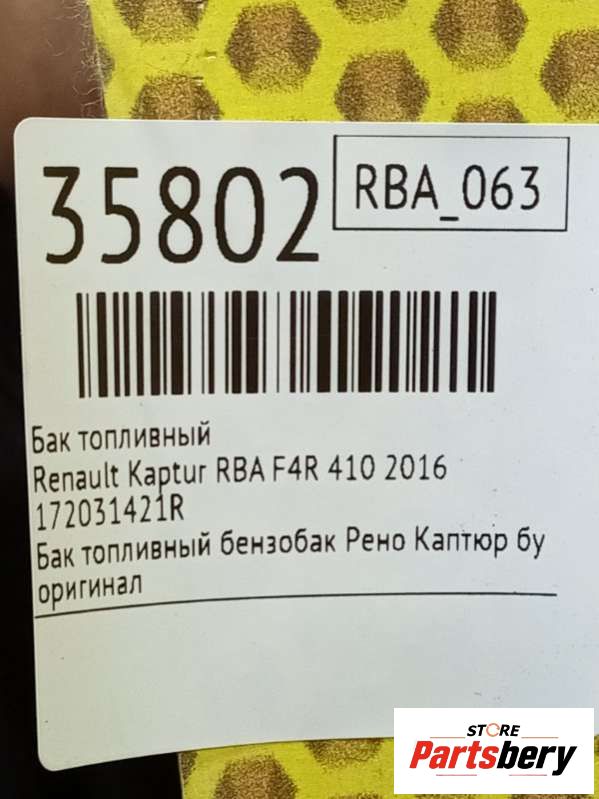 35802
RBA_063
Бак топливный
Renault Kaptur RBA F4R 410 2016
172031421R
Бак топливный бензобак Рено Каптюр бу
оригинал
STORE
Partsbery